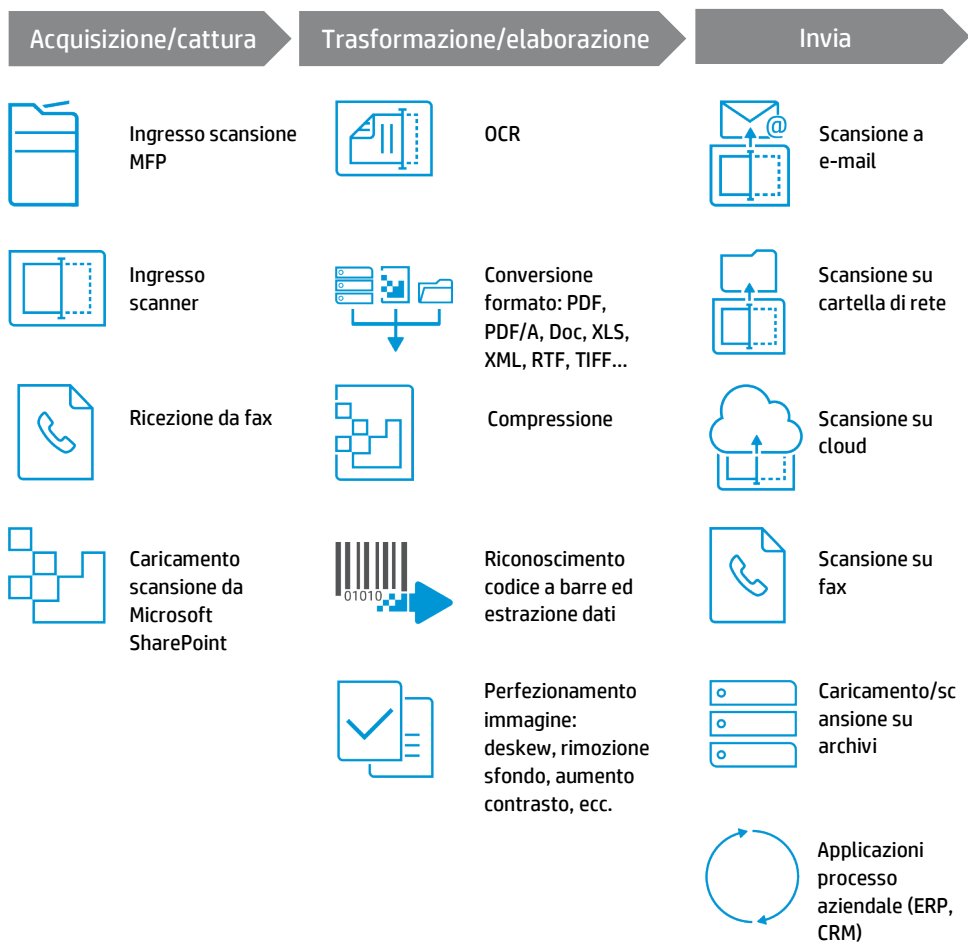 Acquisizione/cattura
Trasformazione/elaborazione
Invia
Ingresso scansione
MFP
Ingresso
scanner
Ricezione da fax
Caricamento
scansione da
Microsoft
SharePoint
OCR
Conversione
formato: PDF,
PDF/A, Doc, XLS,
XML, RTF, TIFF...
Compressione
01010
Riconoscimento
codice a barre ed
estrazione dati
Perfezionamento
immagine:
deskew, rimozione
sfondo, aumento
contrasto, ecc.
@
Scansione a
e-mail
Scansione su
cartella di rete
Scansione su
cloud
Scansione su
fax
Caricamento/sc
ansione su
archivi
Applicazioni
processo
aziendale (ERP,
CRM)